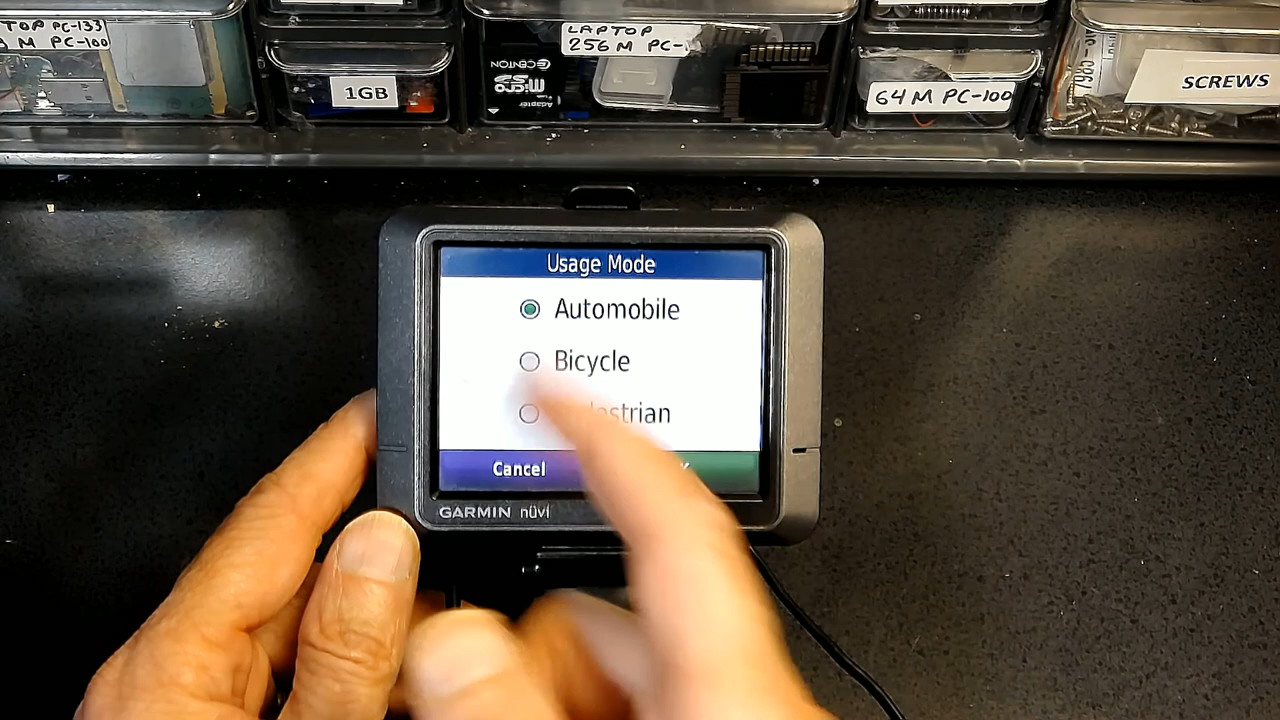 TOP PC-133
M PC-100
1GB
LAPTOP
256 M PC-
CENTON
micro
SD
Adapter
64 M PC-100
SCREWS
Usage Mode
Automobile
Bicycle
Cancel
GARMIN nüvi